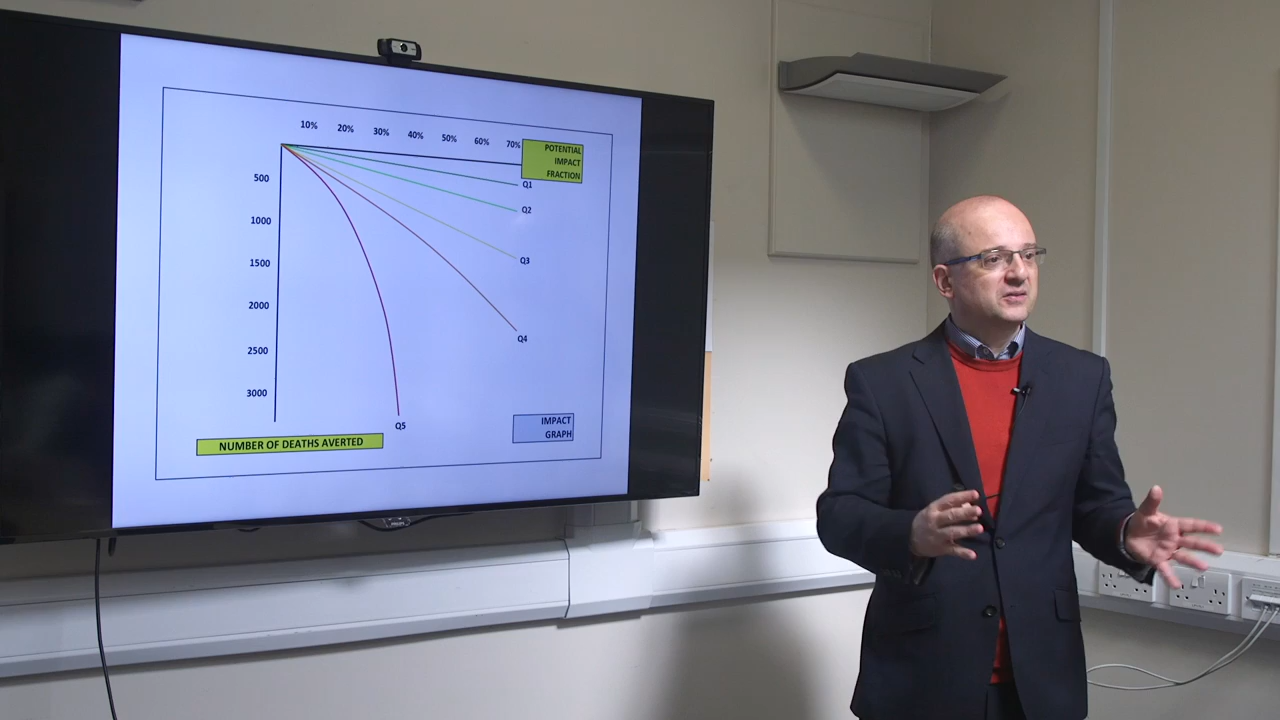 10% 20% 30% 40% 50% 60% 70%
POTENTIAL
IMPACT
FRACTION
500
Q1
Q2
1000
Q3
1500
2000
Q4
2500
3000
Q5
IMPACT
GRAPH
NUMBER OF DEATHS AVERTED
PHILIPS